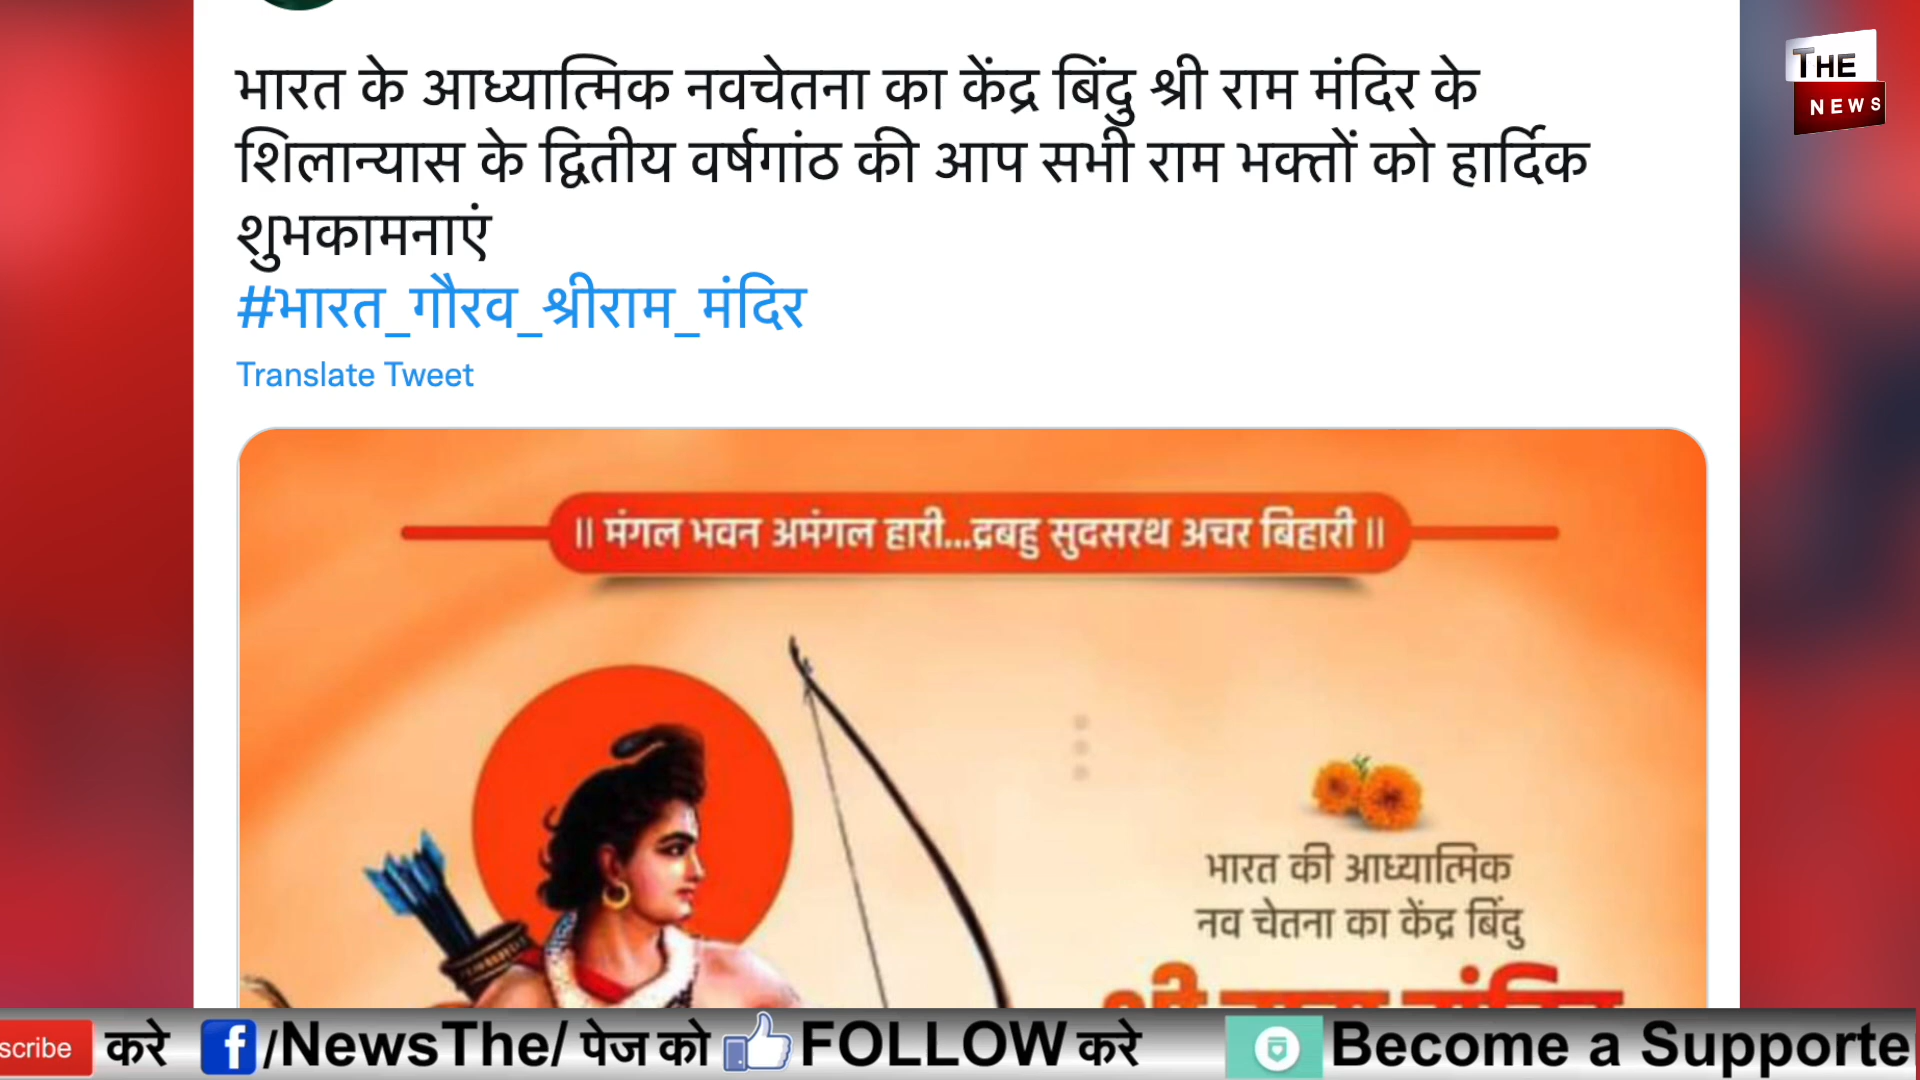 THE
NEWS
भारत के आध्यात्मिक नवचेतना का केंद्र बिंदु श्री राम मंदिर के
शिलान्यास के द्वितीय वर्षगांठ की आप सभी राम भक्तों को हार्दिक
शुभकामनाएं
#भारत_गौरव_श्रीराम_मंदिर
Translate Tweet
॥ मंगल भवन अमंगल हारी...द्रबहु सुदसरथ अचर बिहारी ॥
भारत की आध्यात्मिक
नव चेतना का केंद्र बिंदु
scribe करे /NewsThe/ पेज को FOLLOW करे Become a Supporte